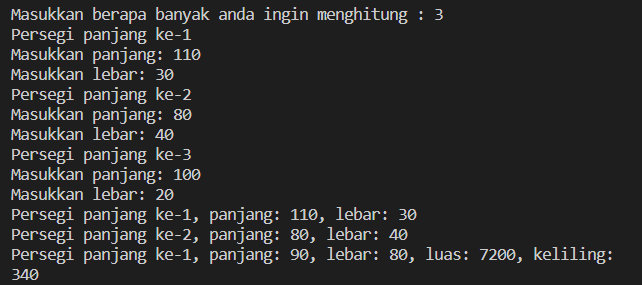 Masukkan berapa banyak anda ingin menghitung : 3
Persegi panjang ke-1
Masukkan panjang: 110
Masukkan lebar: 30
Persegi panjang ke-2
Masukkan panjang: 80
Masukkan lebar: 40
Persegi panjang ke-3
Masukkan panjang: 100
Masukkan lebar: 20
Persegi panjang ke-1, panjang: 110, lebar: 30
Persegi panjang ke-2, panjang: 80, lebar: 40
Persegi panjang ke-1, panjang: 90, lebar: 80, luas: 7200, keliling:
340